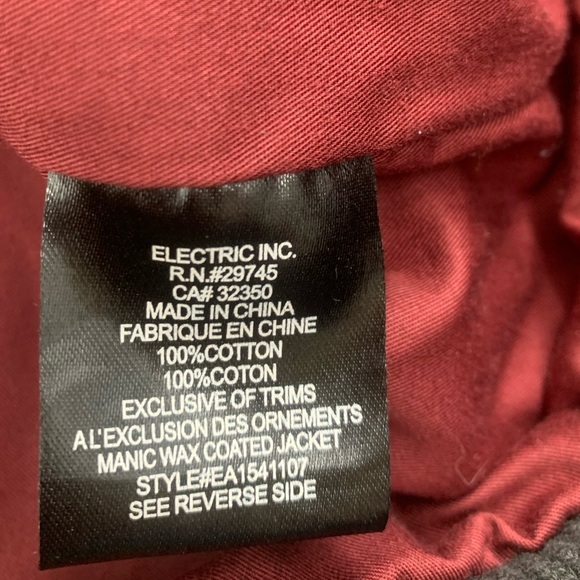 ELECTRIC INC.
R.N.#29745
CA# 32350
MADE IN CHINA
FABRIQUE EN CHINE
100%COTTON
100%COTON
EXCLUSIVE OF TRIMS
A L'EXCLUSION DES ORNEMENTS
MANIC WAX COATED JACKET
STYLE#EA1541107
SEE REVERSE SIDE